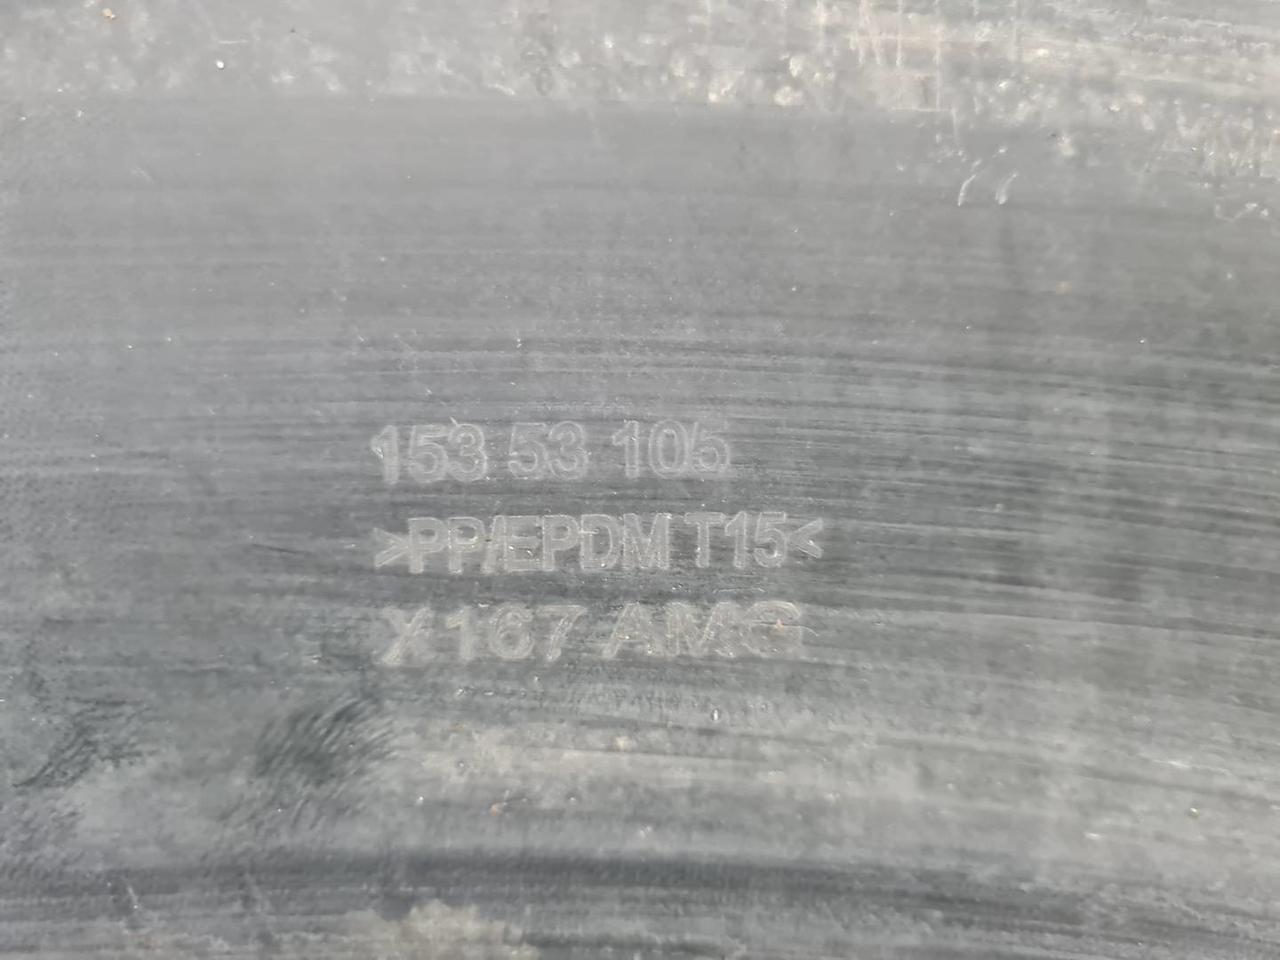 153 53 105
>PP/EPDM T15<
X167 AMG